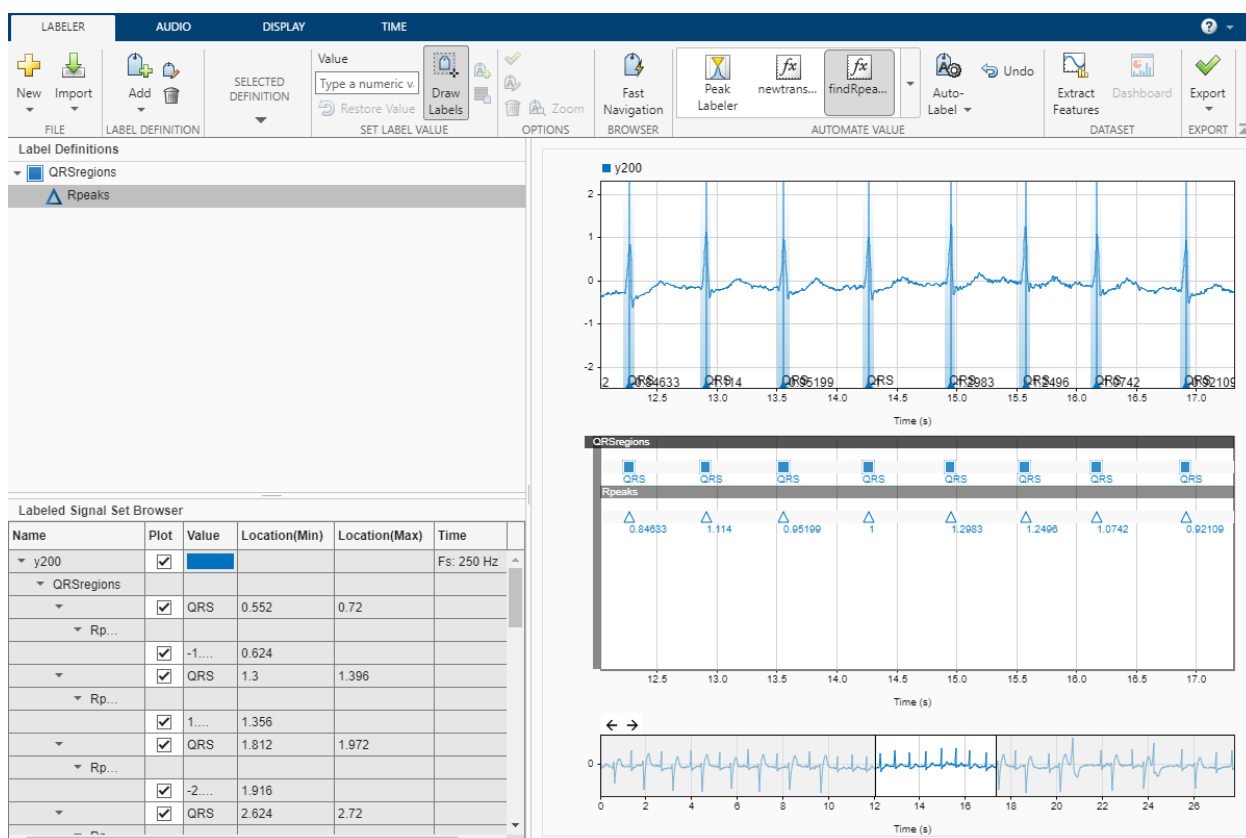 LABELER AUDIO DISPLAY TIME ?
New Import
FILE
Add
LABEL DEFINITION
SELECTED
DEFINITION
Value
Type a numeric v
Restore Value
Draw
Labels
SET LABEL VALUE
Zoom
OPTIONS
Fast
Navigation
BROWSER
Peak
Labeler
fx
newtrans...
fx
findRpea...
Auto-
Label
Undo
AUTOMATE VALUE
Extract
Features
Dashboard
DATASET
Export
EXPORT
Label Definitions
QRSregions
Rpeaks
Labeled Signal Set Browser
Name Plot Value Location(Min) Location(Max) Time
y200 Fs: 250 Hz
QRSregions
QRS 0.552 0.72
Rp...
-1.... 0.624
QRS 1.3 1.396
Rp...
1.... 1.356
QRS 1.812 1.972
Rp...
-2.... 1.916
QRS 2.624 2.72
y200
2
1
0
-1
-2
2 QRS 0.84633 QRS 1.114 QRS 0.95199 QRS QRS 1.2983 QRS 1.2496 QRS 1.0742 QRS 0.92109
12.5 13.0 13.5 14.0 14.5 15.0 15.5 16.0 16.5 17.0
Time (s)
QRSregions
QRS QRS QRS QRS QRS QRS QRS QRS
Rpeaks
0.84633 1.114 0.95199 1 1.2983 1.2496 1.0742 0.92109
12.5 13.0 13.5 14.0 14.5 15.0 15.5 16.0 16.5 17.0
Time (s)
0
0 2 4 6 8 10 12 14 16 18 20 22 24 26
Time (s)